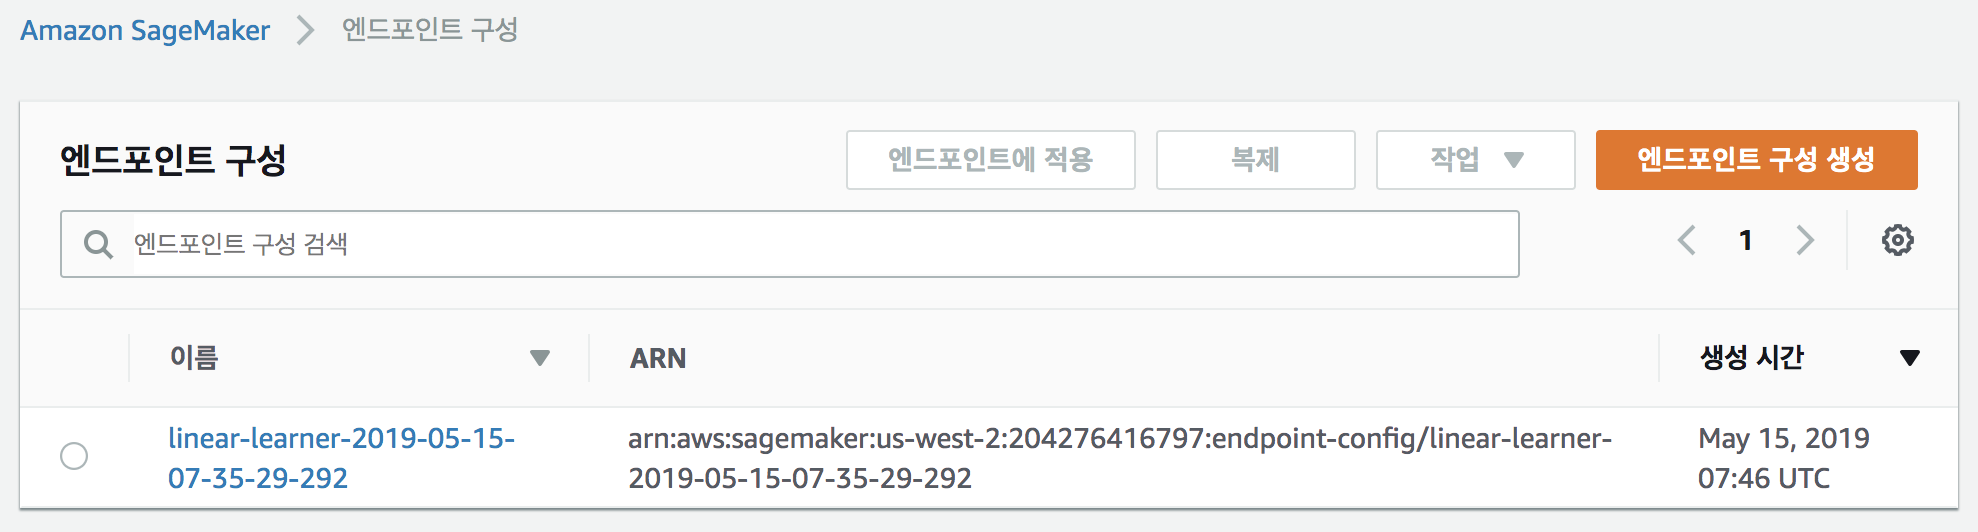 Amazon SageMaker 엔드포인트 구성
엔드포인트 구성 엔드포인트에 적용 복제 작업 엔드포인트 구성 생성
엔드포인트 구성 검색 1
이름 ARN 생성 시간
linear-learner-2019-05-15- arn:aws:sagemaker:us-west-2:204276416797:endpoint-config/linear-learner- May 15, 2019
07-35-29-292 2019-05-15-07-35-29-292 07:46 UTC